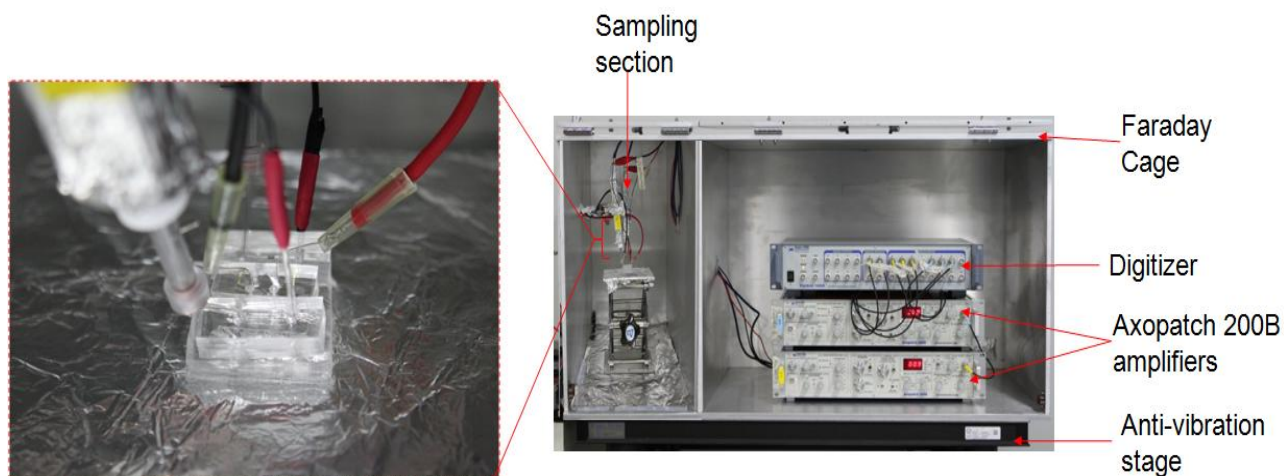 Sampling
section
Faraday
Cage
Digitizer
Axopatch 200B
amplifiers
Anti-vibration
stage